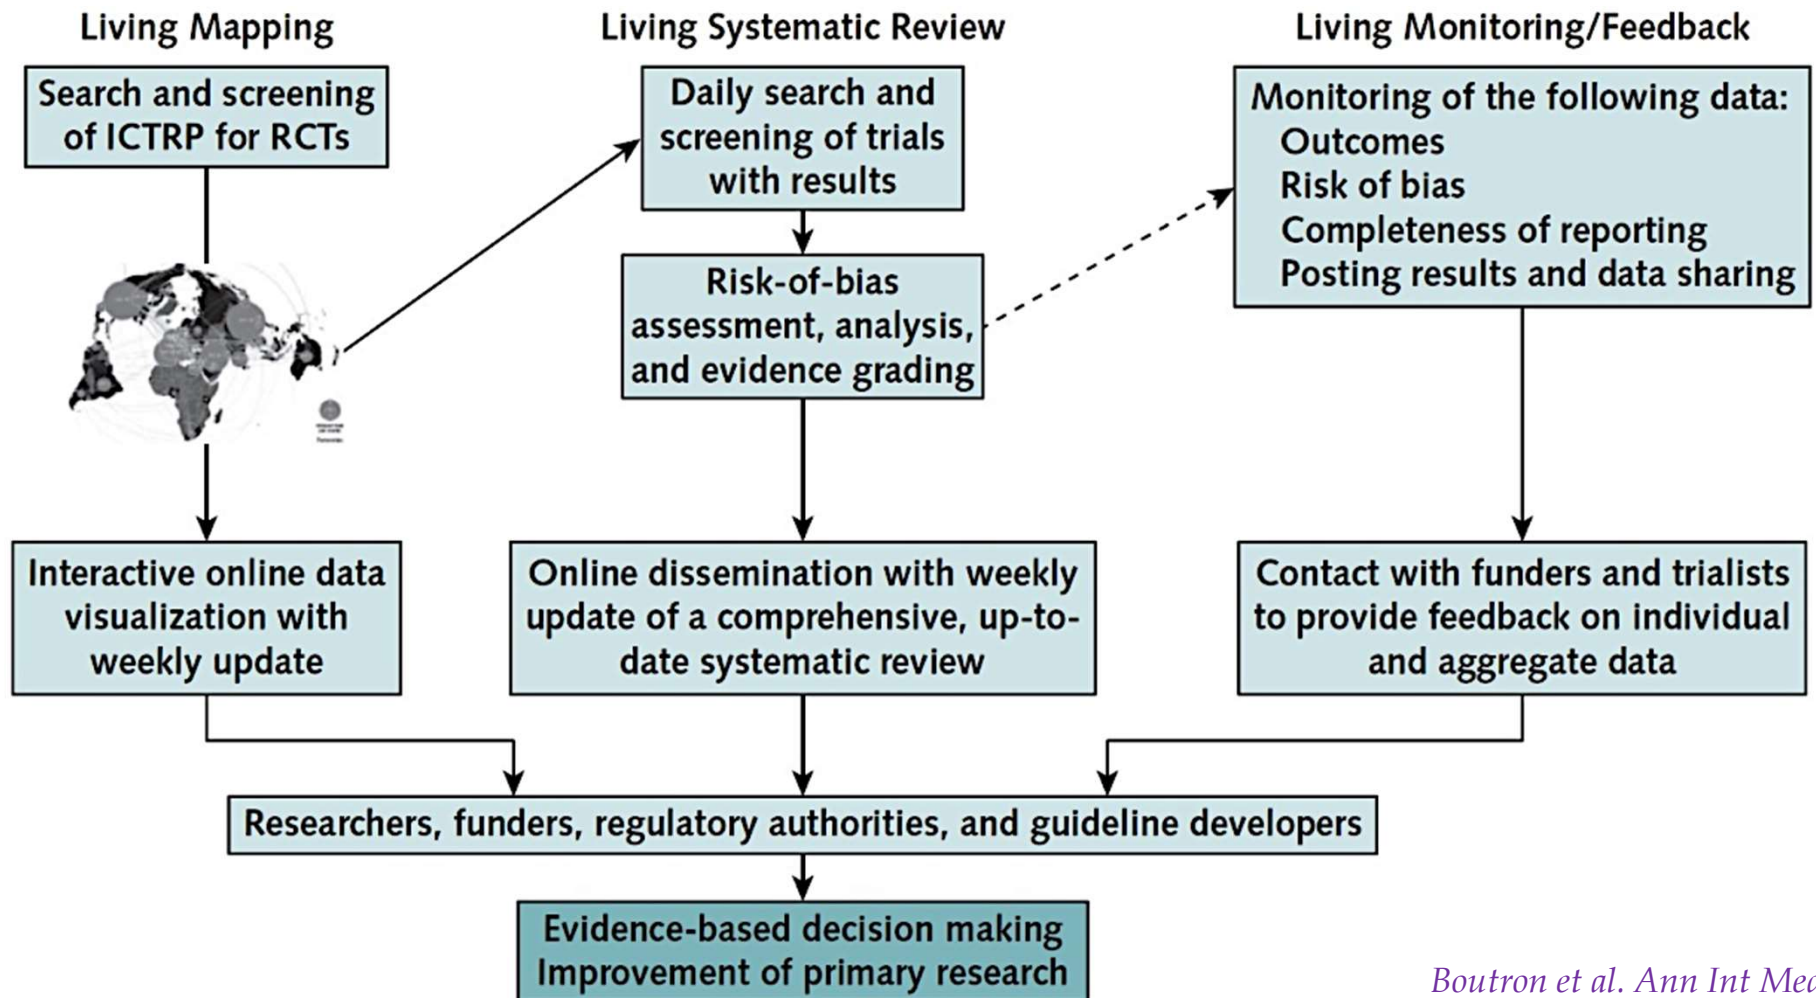 Living Mapping
Search and screening
of ICTRP for RCTs
Interactive online data
visualization with
weekly update
Living Systematic Review
Daily search and
screening of trials
with results
Risk-of-bias
assessment, analysis,
and evidence grading
Online dissemination with weekly
update of a comprehensive, up-to-
date systematic review
Living Monitoring/Feedback
Monitoring of the following data:
Outcomes
Risk of bias
Completeness of reporting
Posting results and data sharing
Contact with funders and trialists
to provide feedback on individual
and aggregate data
Researchers, funders, regulatory authorities, and guideline developers
Evidence-based decision making
Improvement of primary research
Boutron et al. Ann Int Med